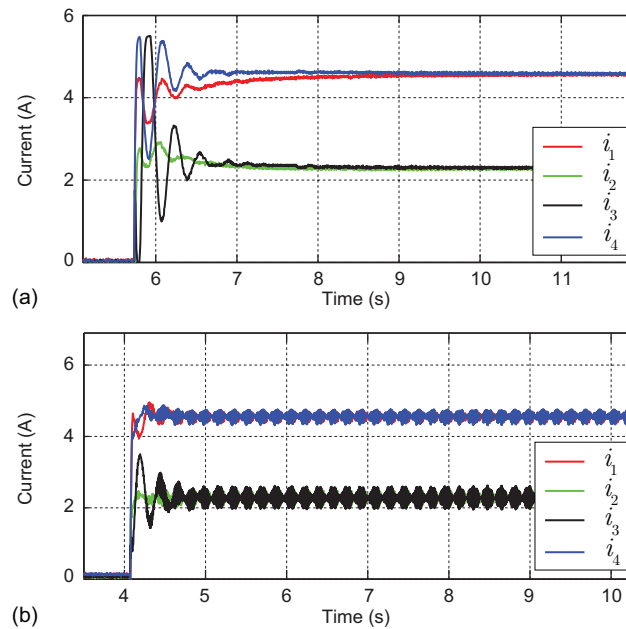 6
4
2
0
Current (A)
i1
i2
i3
i4
6 7 8 9 10 11
Time (s)
(a)
6
4
2
0
Current (A)
i1
i2
i3
i4
4 5 6 7 8 9 10
Time (s)
(b)